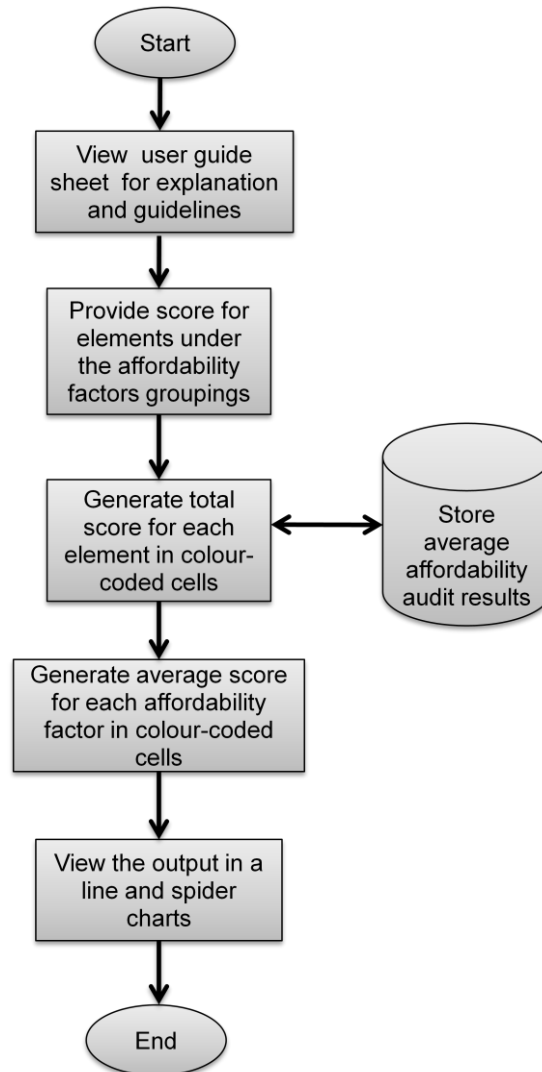 Start
View user guide
sheet for explanation
and guidelines
Provide score for
elements under
the affordability
factors groupings
Generate total
score for each
element in colour-
coded cells
Store
average
affordability
audit results
Generate average score
for each affordability
factor in colour-coded
cells
View the output in a
line and spider
charts
End